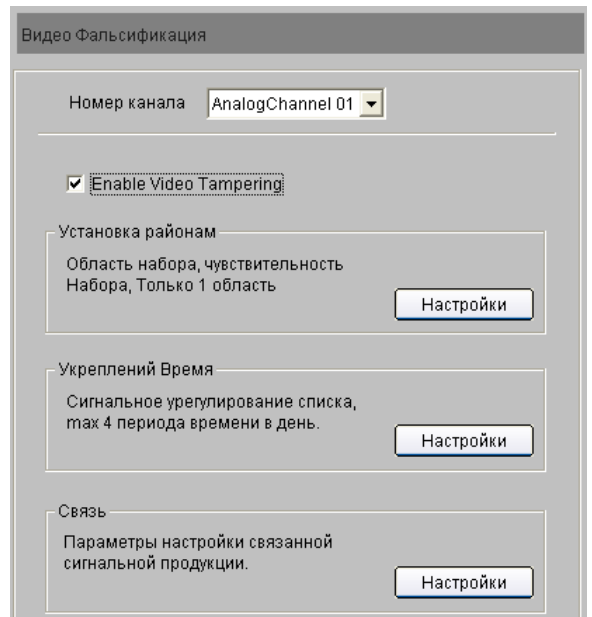 Видео Фальсификация
Номер канала AnalogChannel 01
Enable Video Tampering
Установка районам
Область набора, чувствительность
Набора, Только 1 область
Настройки
Укреплений Время
Сигнальное урегулирование списка,
max 4 периода времени в день.
Настройки
Связь
Параметры настройки связанной
сигнальной продукции.
Настройки